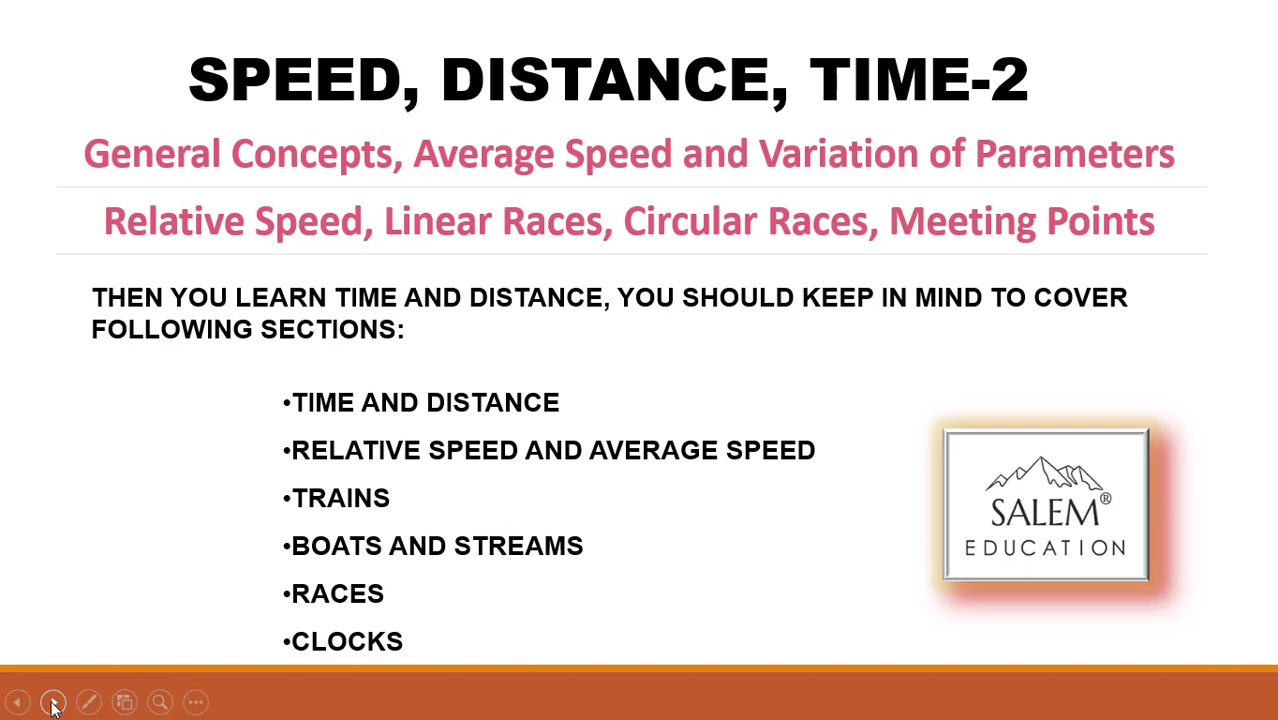 SPEED, DISTANCE, TIME-2
General Concepts, Average Speed and Variation of Parameters
Relative Speed, Linear Races, Circular Races, Meeting Points
THEN YOU LEARN TIME AND DISTANCE, YOU SHOULD KEEP IN MIND TO COVER
FOLLOWING SECTIONS:
•TIME AND DISTANCE
•RELATIVE SPEED AND AVERAGE SPEED
•TRAINS
•BOATS AND STREAMS
•RACES
•CLOCKS
SALEM®
EDUCATION